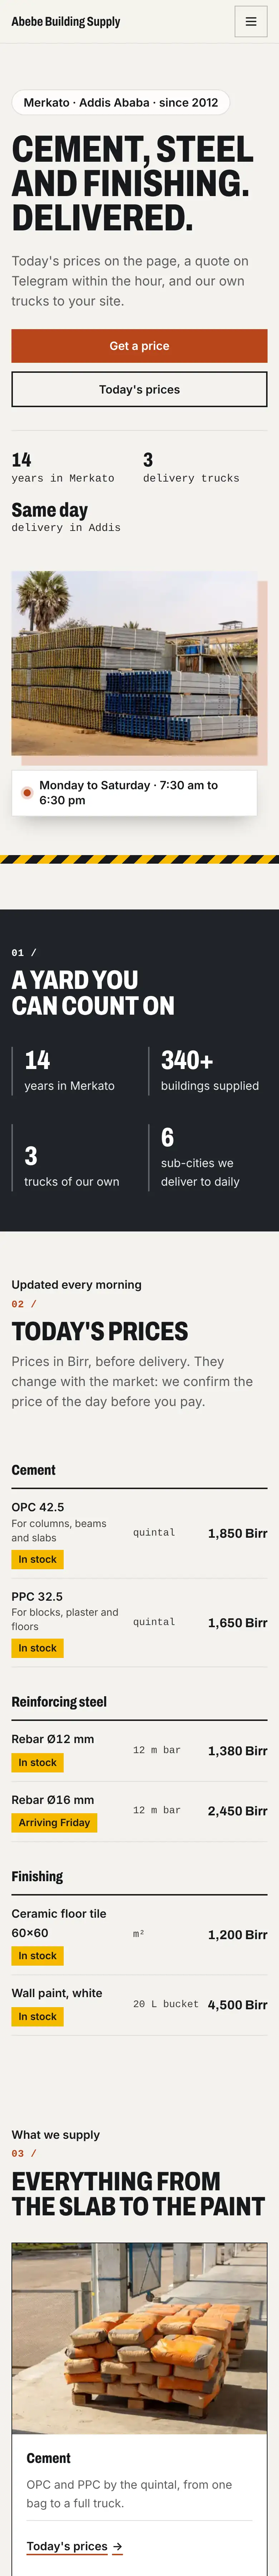 Abebe Building Supply
Merkato · Addis Ababa · since 2012
CEMENT, STEEL
AND FINISHING.
DELIVERED.
Today's prices on the page, a quote on
Telegram within the hour, and our own
trucks to your site.
Get a price
Today's prices
14
years in Merkato
3
delivery trucks
Same day
delivery in Addis
Monday to Saturday · 7:30 am to
6:30 pm
01 /
A YARD YOU
CAN COUNT ON
14
years in Merkato
340+
buildings supplied
3
trucks of our own
6
sub-cities we
deliver to daily
Updated every morning
02 /
TODAY'S PRICES
Prices in Birr, before delivery. They
change with the market: we confirm the
price of the day before you pay.
Cement
OPC 42.5
For columns, beams
and slabs
In stock
quintal
1,850 Birr
PPC 32.5
For blocks, plaster and
floors
In stock
quintal
1,650 Birr
Reinforcing steel
Rebar Ø12 mm
In stock
12 m bar
1,380 Birr
Rebar Ø16 mm
Arriving Friday
12 m bar
2,450 Birr
Finishing
Ceramic floor tile
60×60
In stock
m²
1,200 Birr
Wall paint, white
In stock
20 L bucket
4,500 Birr
What we supply
03 /
EVERYTHING FROM
THE SLAB TO THE PAINT
Cement
OPC and PPC by the quintal, from one
bag to a full truck.
Today's prices →